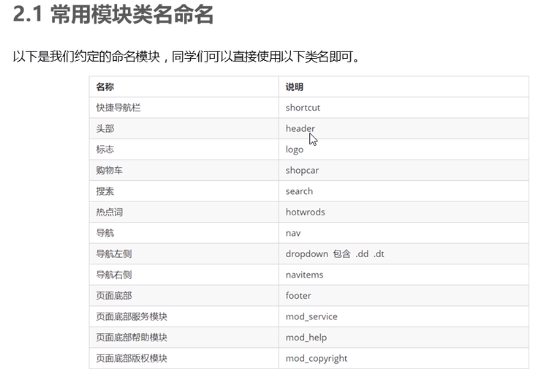 2.1 常用模块类名命名
以下是我们约定的命名模块，同学们可以直接使用以下类名即可。
名称 说明
快捷导航栏 shortcut
头部 header
标志 logo
购物车 shopcar
搜素 search
热点词 hotwrods
导航 nav
导航左侧 dropdown 包含 .dd .dt
导航右侧 navitems
页面底部 footer
页面底部服务模块 mod_service
页面底部帮助模块 mod_help
页面底部版权模块 mod_copyright